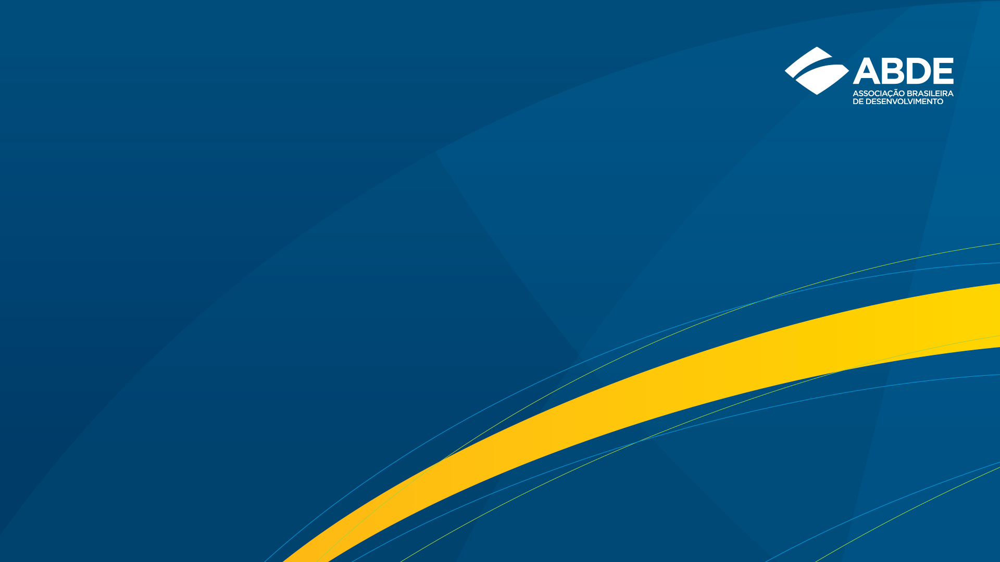 ABDE
ASSOCIAÇÃO BRASILEIRA
DE DESENVOLVIMENTO